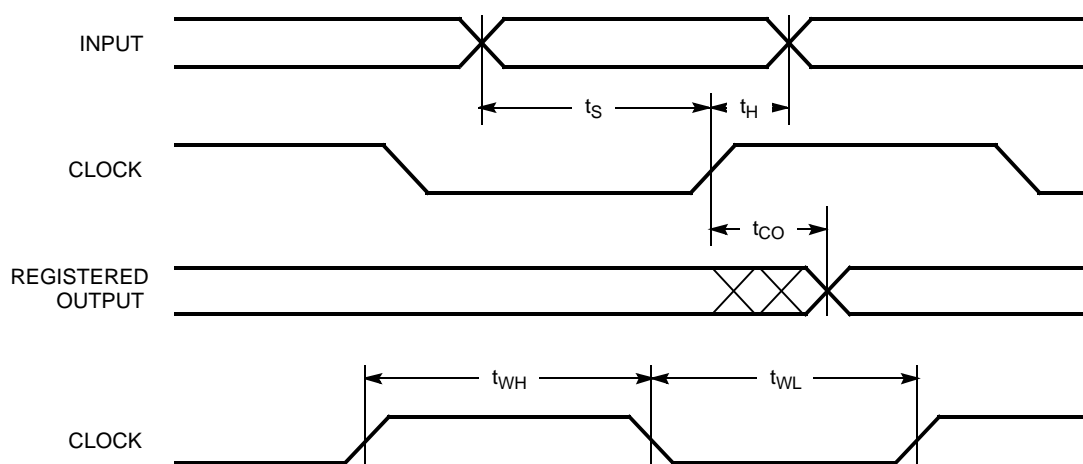 INPUT
tS
tH
CLOCK
tCO
REGISTERED
OUTPUT
tWH
tWL
CLOCK